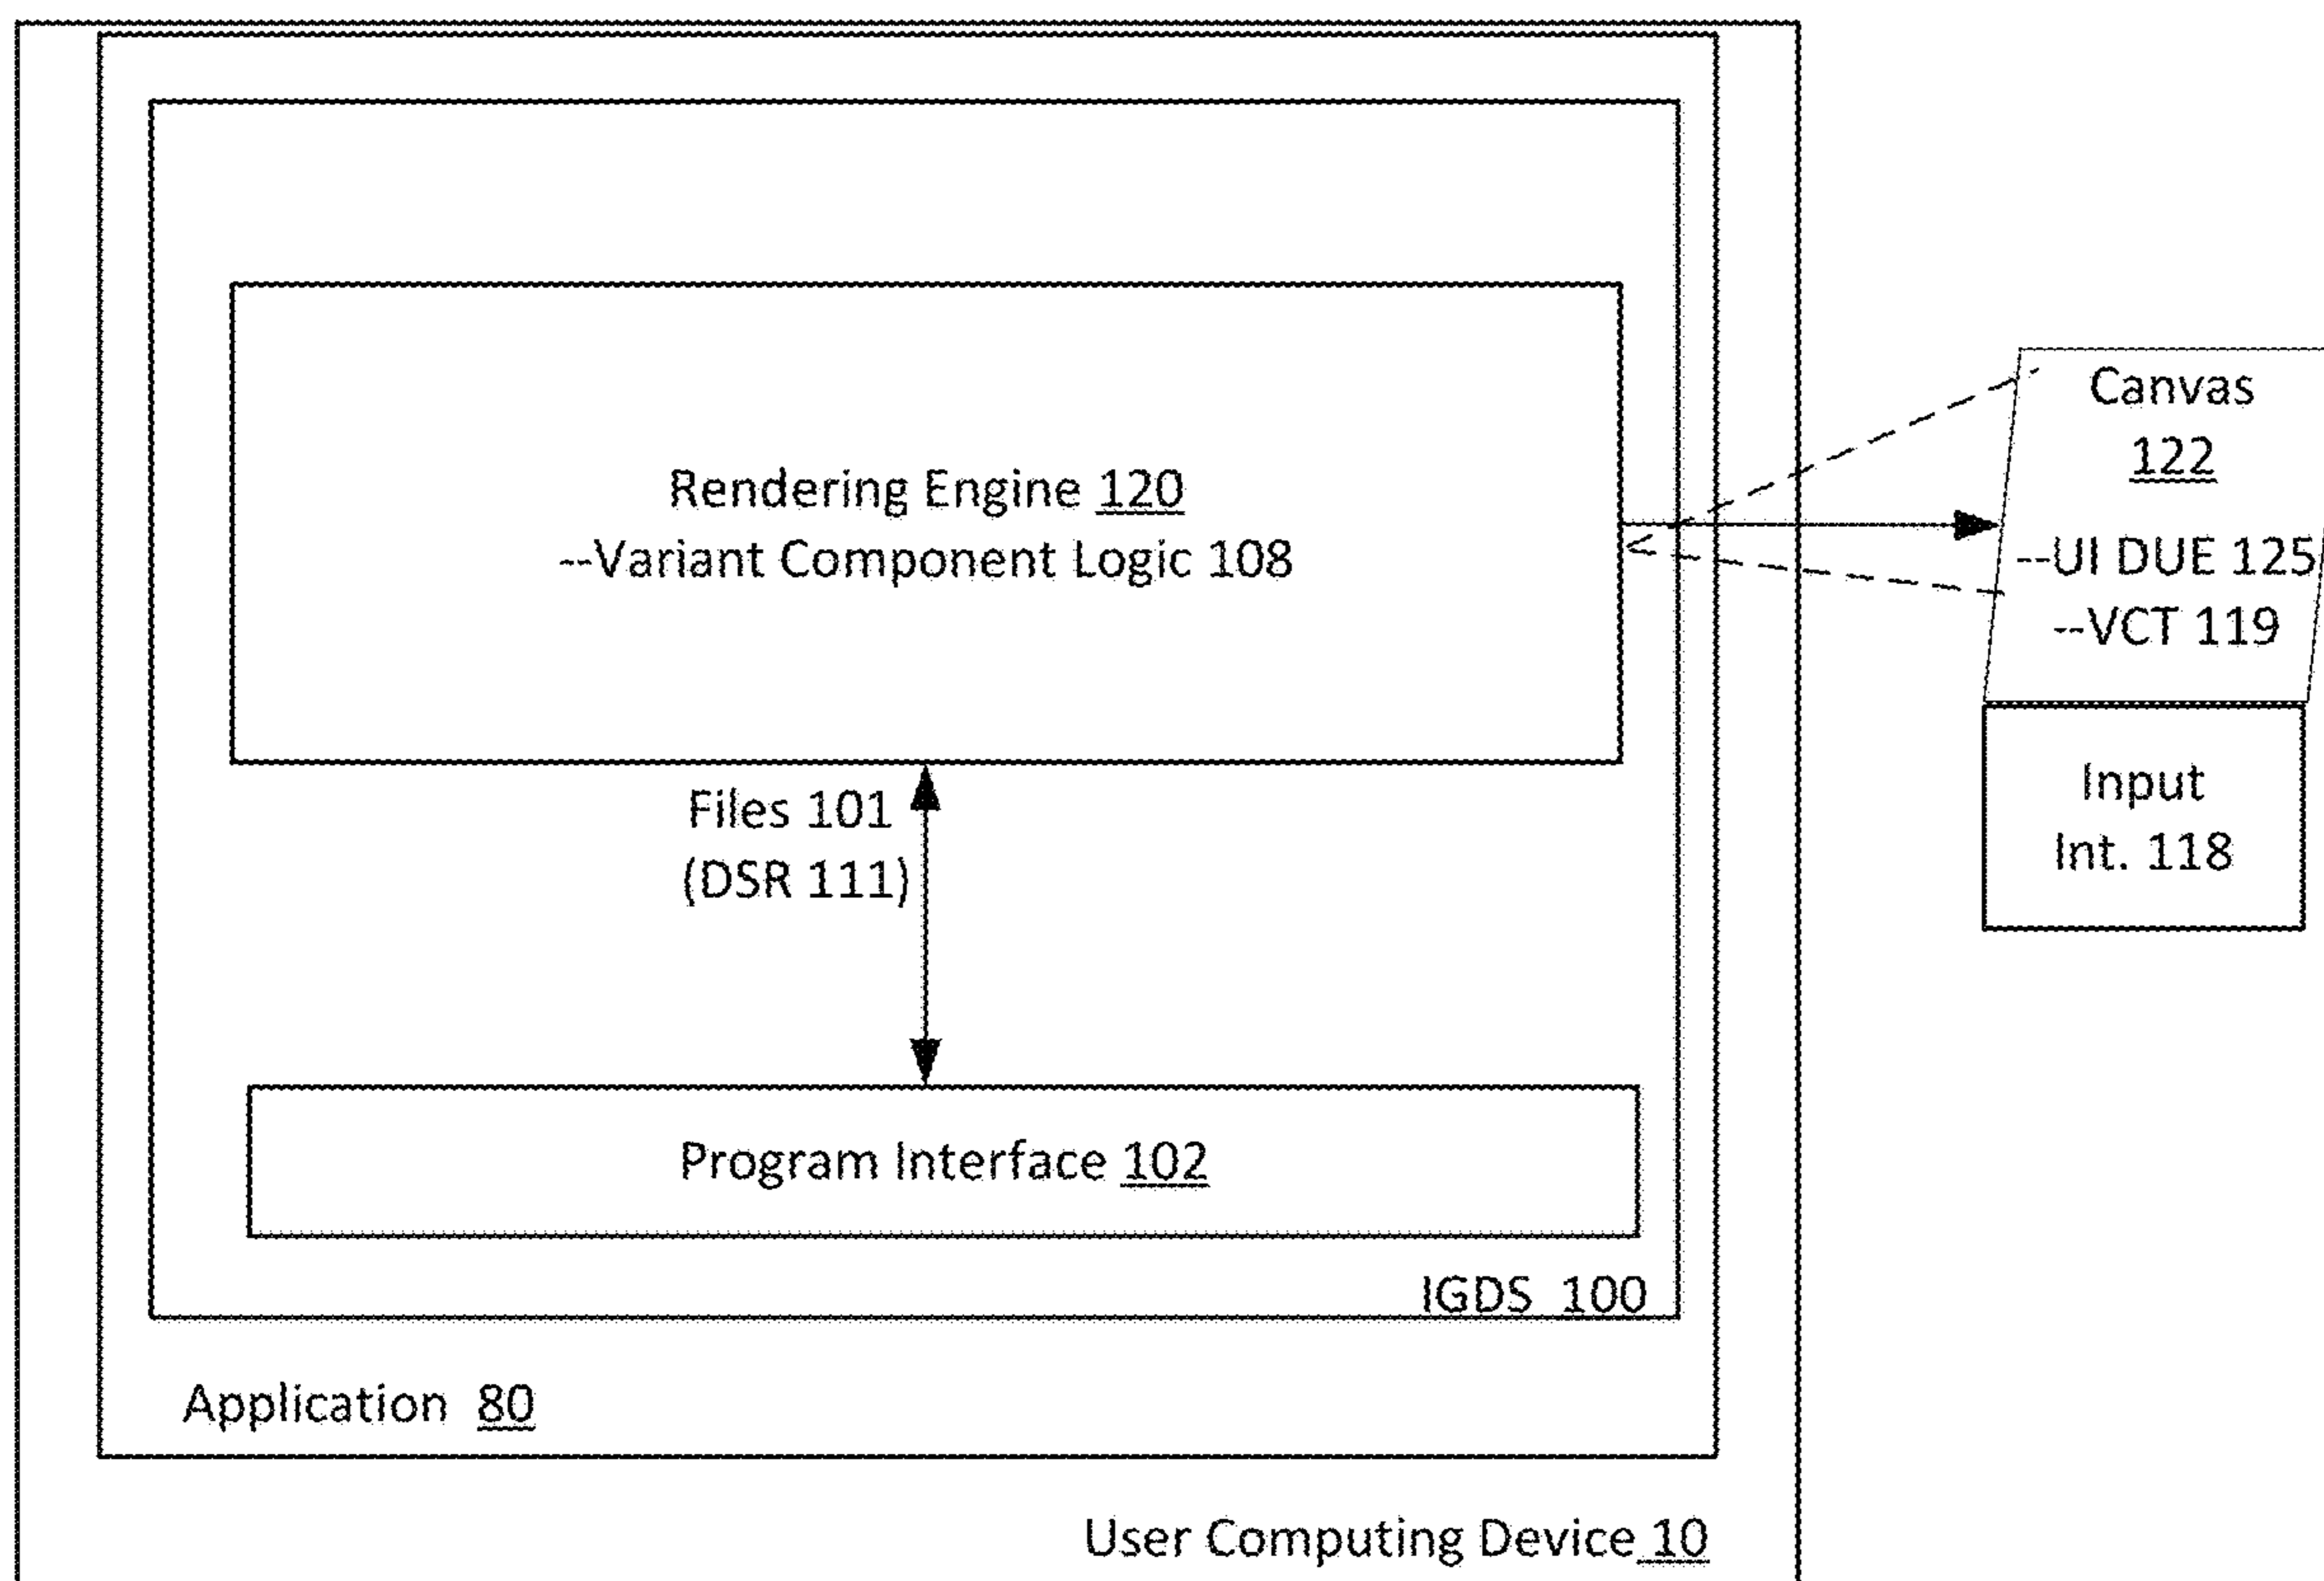 Rendering Engine 120
--Variant Component Logic 108
Canvas
122
--UI DUE 125
--VCT 119
Input
Int. 118
Files 101
(DSR 111)
Program Interface 102
IGDS 100
Application 80
User Computing Device 10